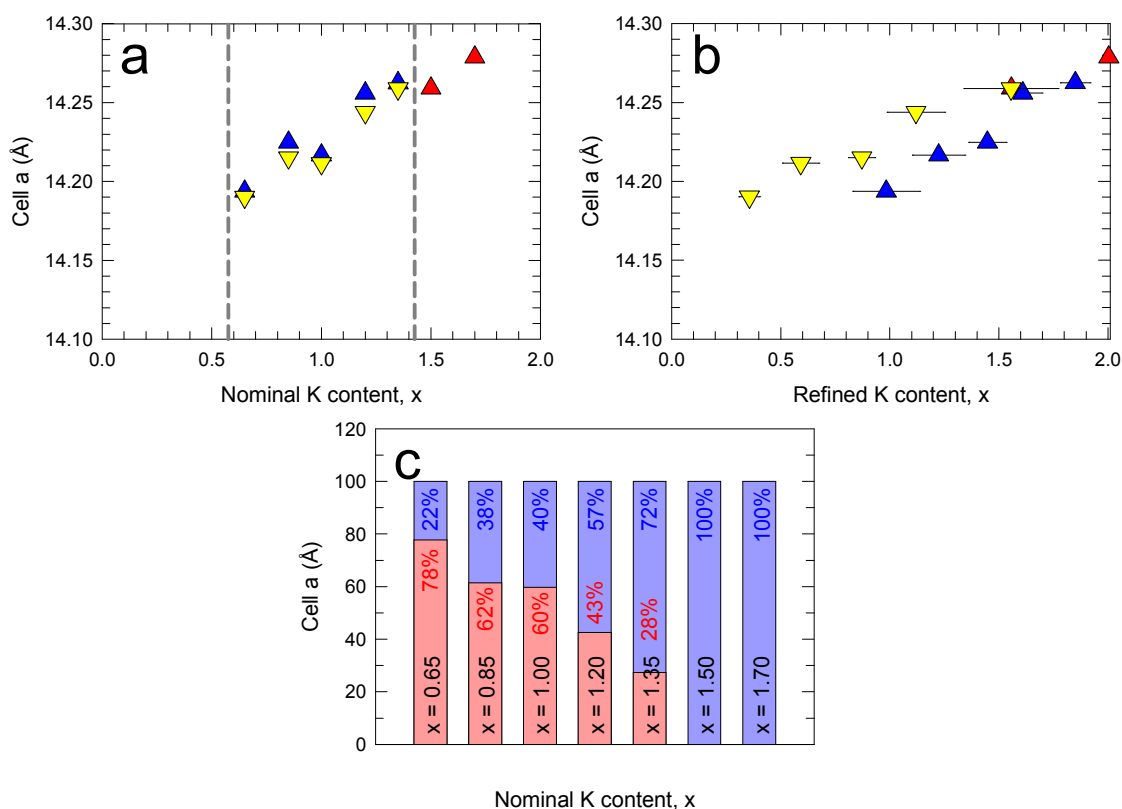 a
14.30
14.25
14.20
14.15
14.10
Cell a (Å)
0.0 0.5 1.0 1.5 2.0
Nominal K content, x
b
14.30
14.25
14.20
14.15
14.10
Cell a (Å)
0.0 0.5 1.0 1.5 2.0
Refined K content, x
c
120
100
80
60
40
20
0
Cell a (Å)
22%
78%
x = 0.65
38%
62%
x = 0.85
40%
60%
x = 1.00
57%
43%
x = 1.20
72%
28%
x = 1.35
100%
x = 1.50
100%
x = 1.70
Nominal K content, x